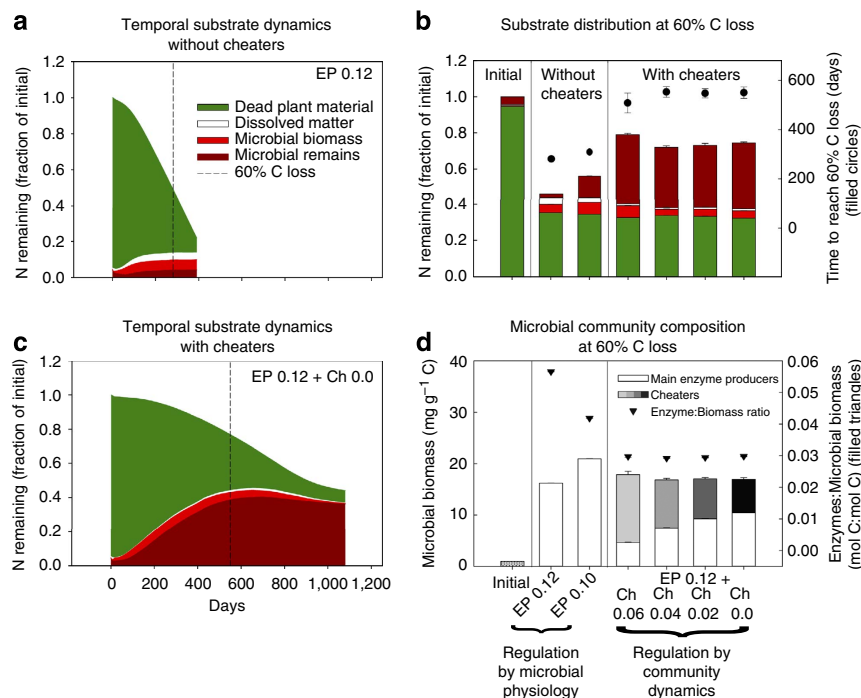 a
Temporal substrate dynamics
without cheaters
N remaining (fraction of initial)
1.2
1.0
0.8
0.6
0.4
0.2
0.0
EP 0.12
Dead plant material
Dissolved matter
Microbial biomass
Microbial remains
60% C loss
b
Substrate distribution at 60% C loss
N remaining (fraction of initial)
1.2
1.0
0.8
0.6
0.4
0.2
0.0
Initial
Without
cheaters
With cheaters
600
400
200
0
Time to reach 60% C loss (days)
(filled circles)
c
Temporal substrate dynamics
with cheaters
N remaining (fraction of initial)
1.2
1.0
0.8
0.6
0.4
0.2
0.0
EP 0.12 + Ch 0.0
0
200
400
600
800
1,000
1,200
Days
d
Microbial community composition
at 60% C loss
Microbial biomass (mg g⁻¹ C)
40
30
20
10
0
Main enzyme producers
Cheaters
Enzyme:Biomass ratio
0.06
0.05
0.04
0.03
0.02
0.01
0.00
Enzymes:Microbial biomass
(mol C:mol C) (filled triangles)
Initial
EP 0.12
EP 0.10
EP 0.12 +
Ch
0.06
Ch
0.04
Ch
0.02
Ch
0.0
Regulation
by microbial
physiology
Regulation by
community
dynamics